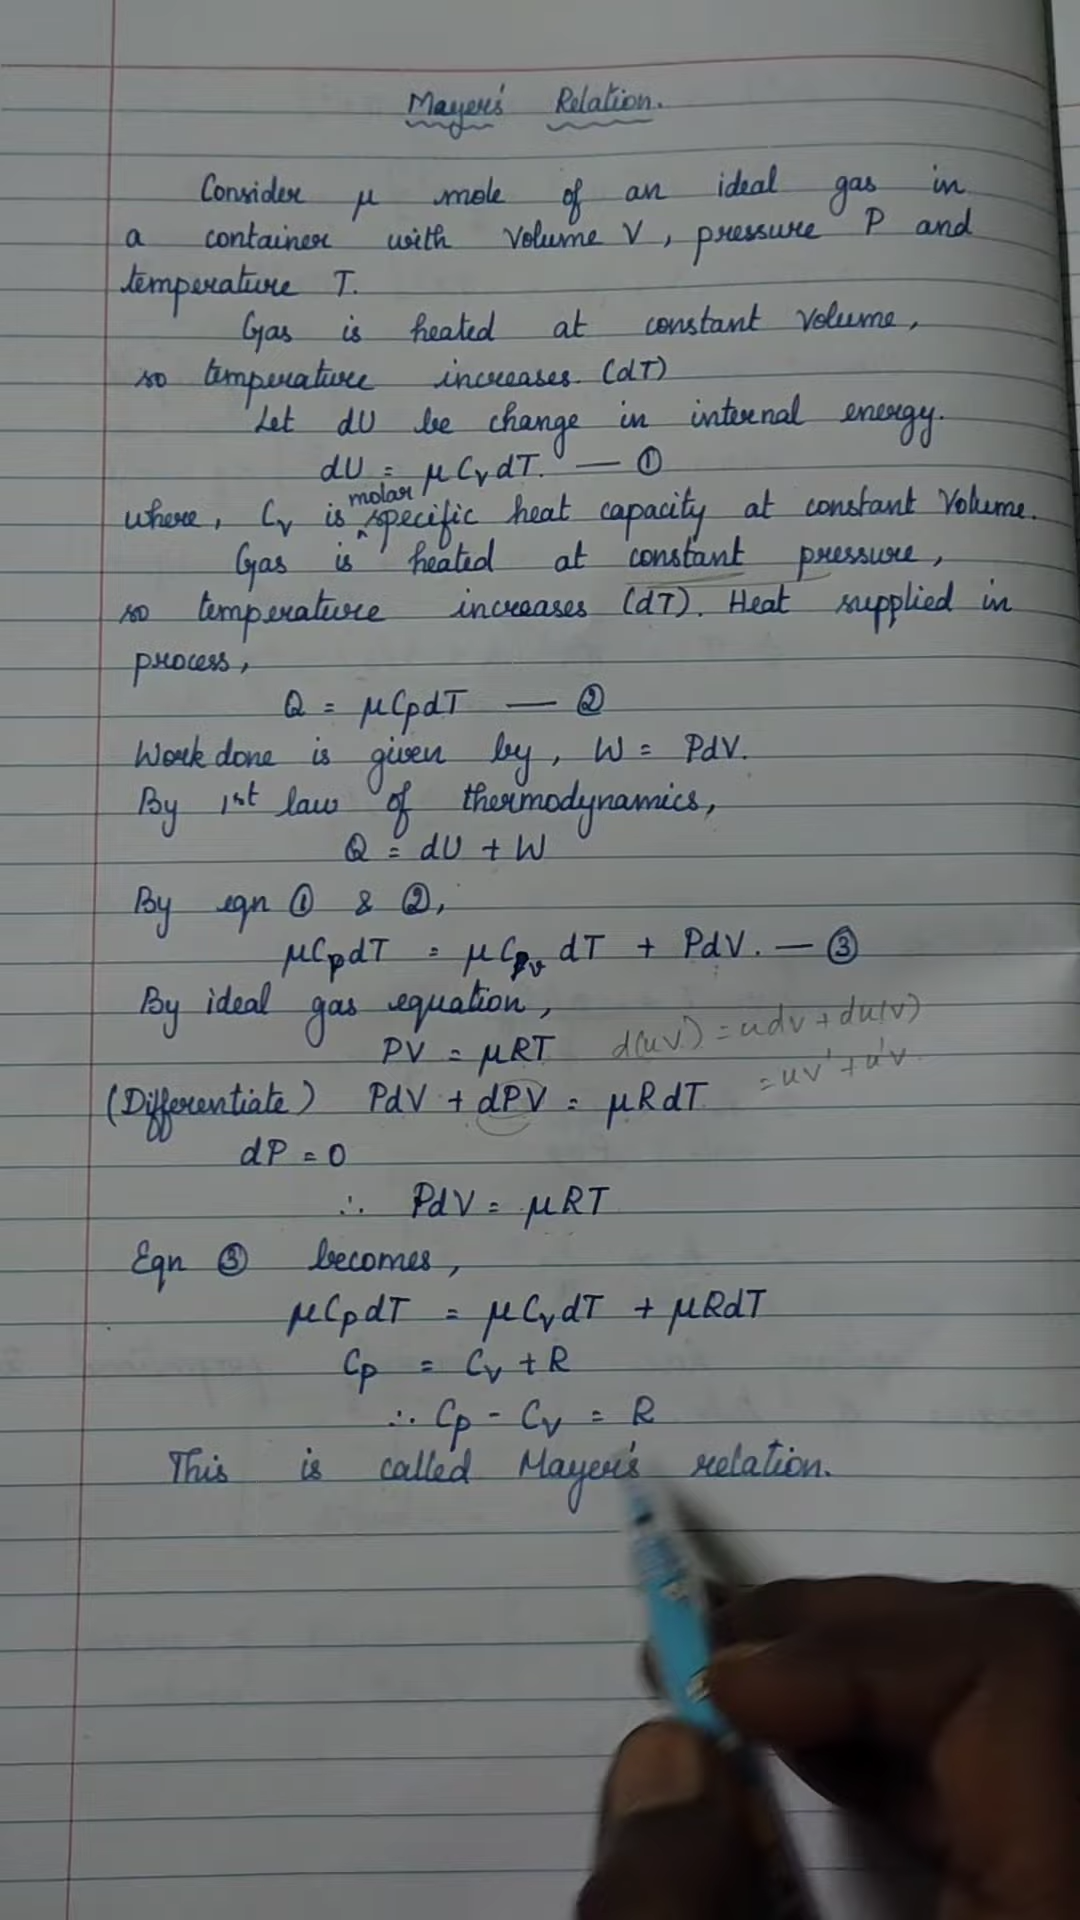 Mayer's Relation.
Consider μ mole of an ideal gas in
a container with volume V, pressure P and
temperature T.
Gas is heated at constant volume,
so temperature increases. (dT)
Let dU be change in internal energy.
dU = μCvdT. — ①
molar
where, Cv is ^ specific heat capacity at constant Volume.
Gas is heated at constant pressure,
so temperature increases (dT). Heat supplied in
process,
Q = μCpdT — ②
Work done is given by, W = PdV.
By 1st law of thermodynamics,
Q = dU + W
By eqn ① & ②,
μCpdT = μCv dT + PdV. — ③
By ideal gas equation,
PV = μRT d(uv) = udv + du(v)
= uv' + u'v
(Differentiate) PdV + dPV = μRdT
dP = 0
∴ PdV = μRT
Eqn ③ becomes,
μCpdT = μCvdT + μRdT
Cp = Cv + R
∴ Cp - Cv = R
This is called Mayer's relation.